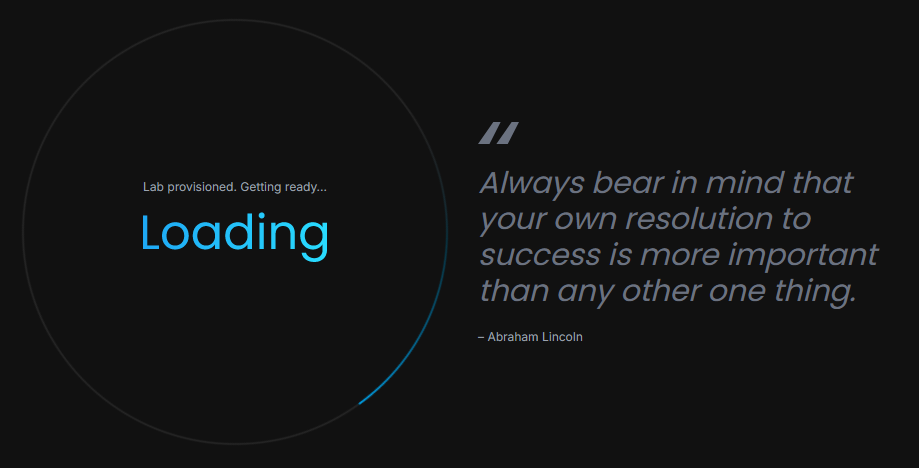 Lab provisioned. Getting ready...
Loading
"
Always bear in mind that
your own resolution to
success is more important
than any other one thing.
– Abraham Lincoln